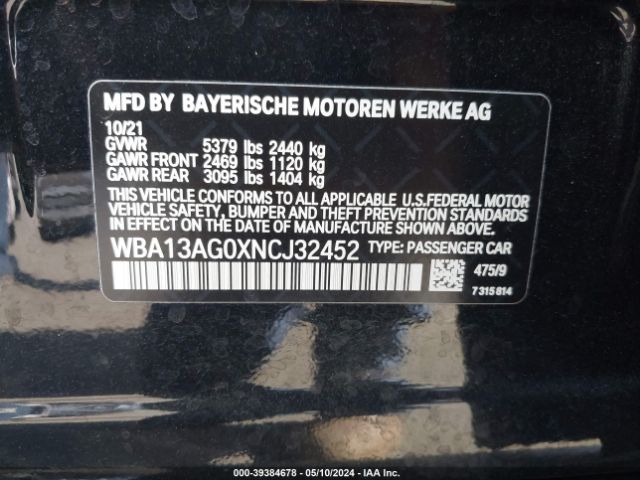 MFD BY BAYERISCHE MOTOREN WERKE AG
10/21
GVWR 5379 lbs 2440 kg
GAWR FRONT 2469 lbs 1120 kg
GAWR REAR 3095 lbs 1404 kg
THIS VEHICLE CONFORMS TO ALL APPLICABLE U.S.FEDERAL MOTOR
VEHICLE SAFETY, BUMPER AND THEFT PREVENTION STANDARDS
IN EFFECT ON THE DATE OF MANUFACTURE SHOWN ABOVE.
WBA13AG0XNCJ32452 TYPE: PASSENGER CAR
475/9
7 315 814
000-39384678 — 05/10/2024 — IAA Inc.